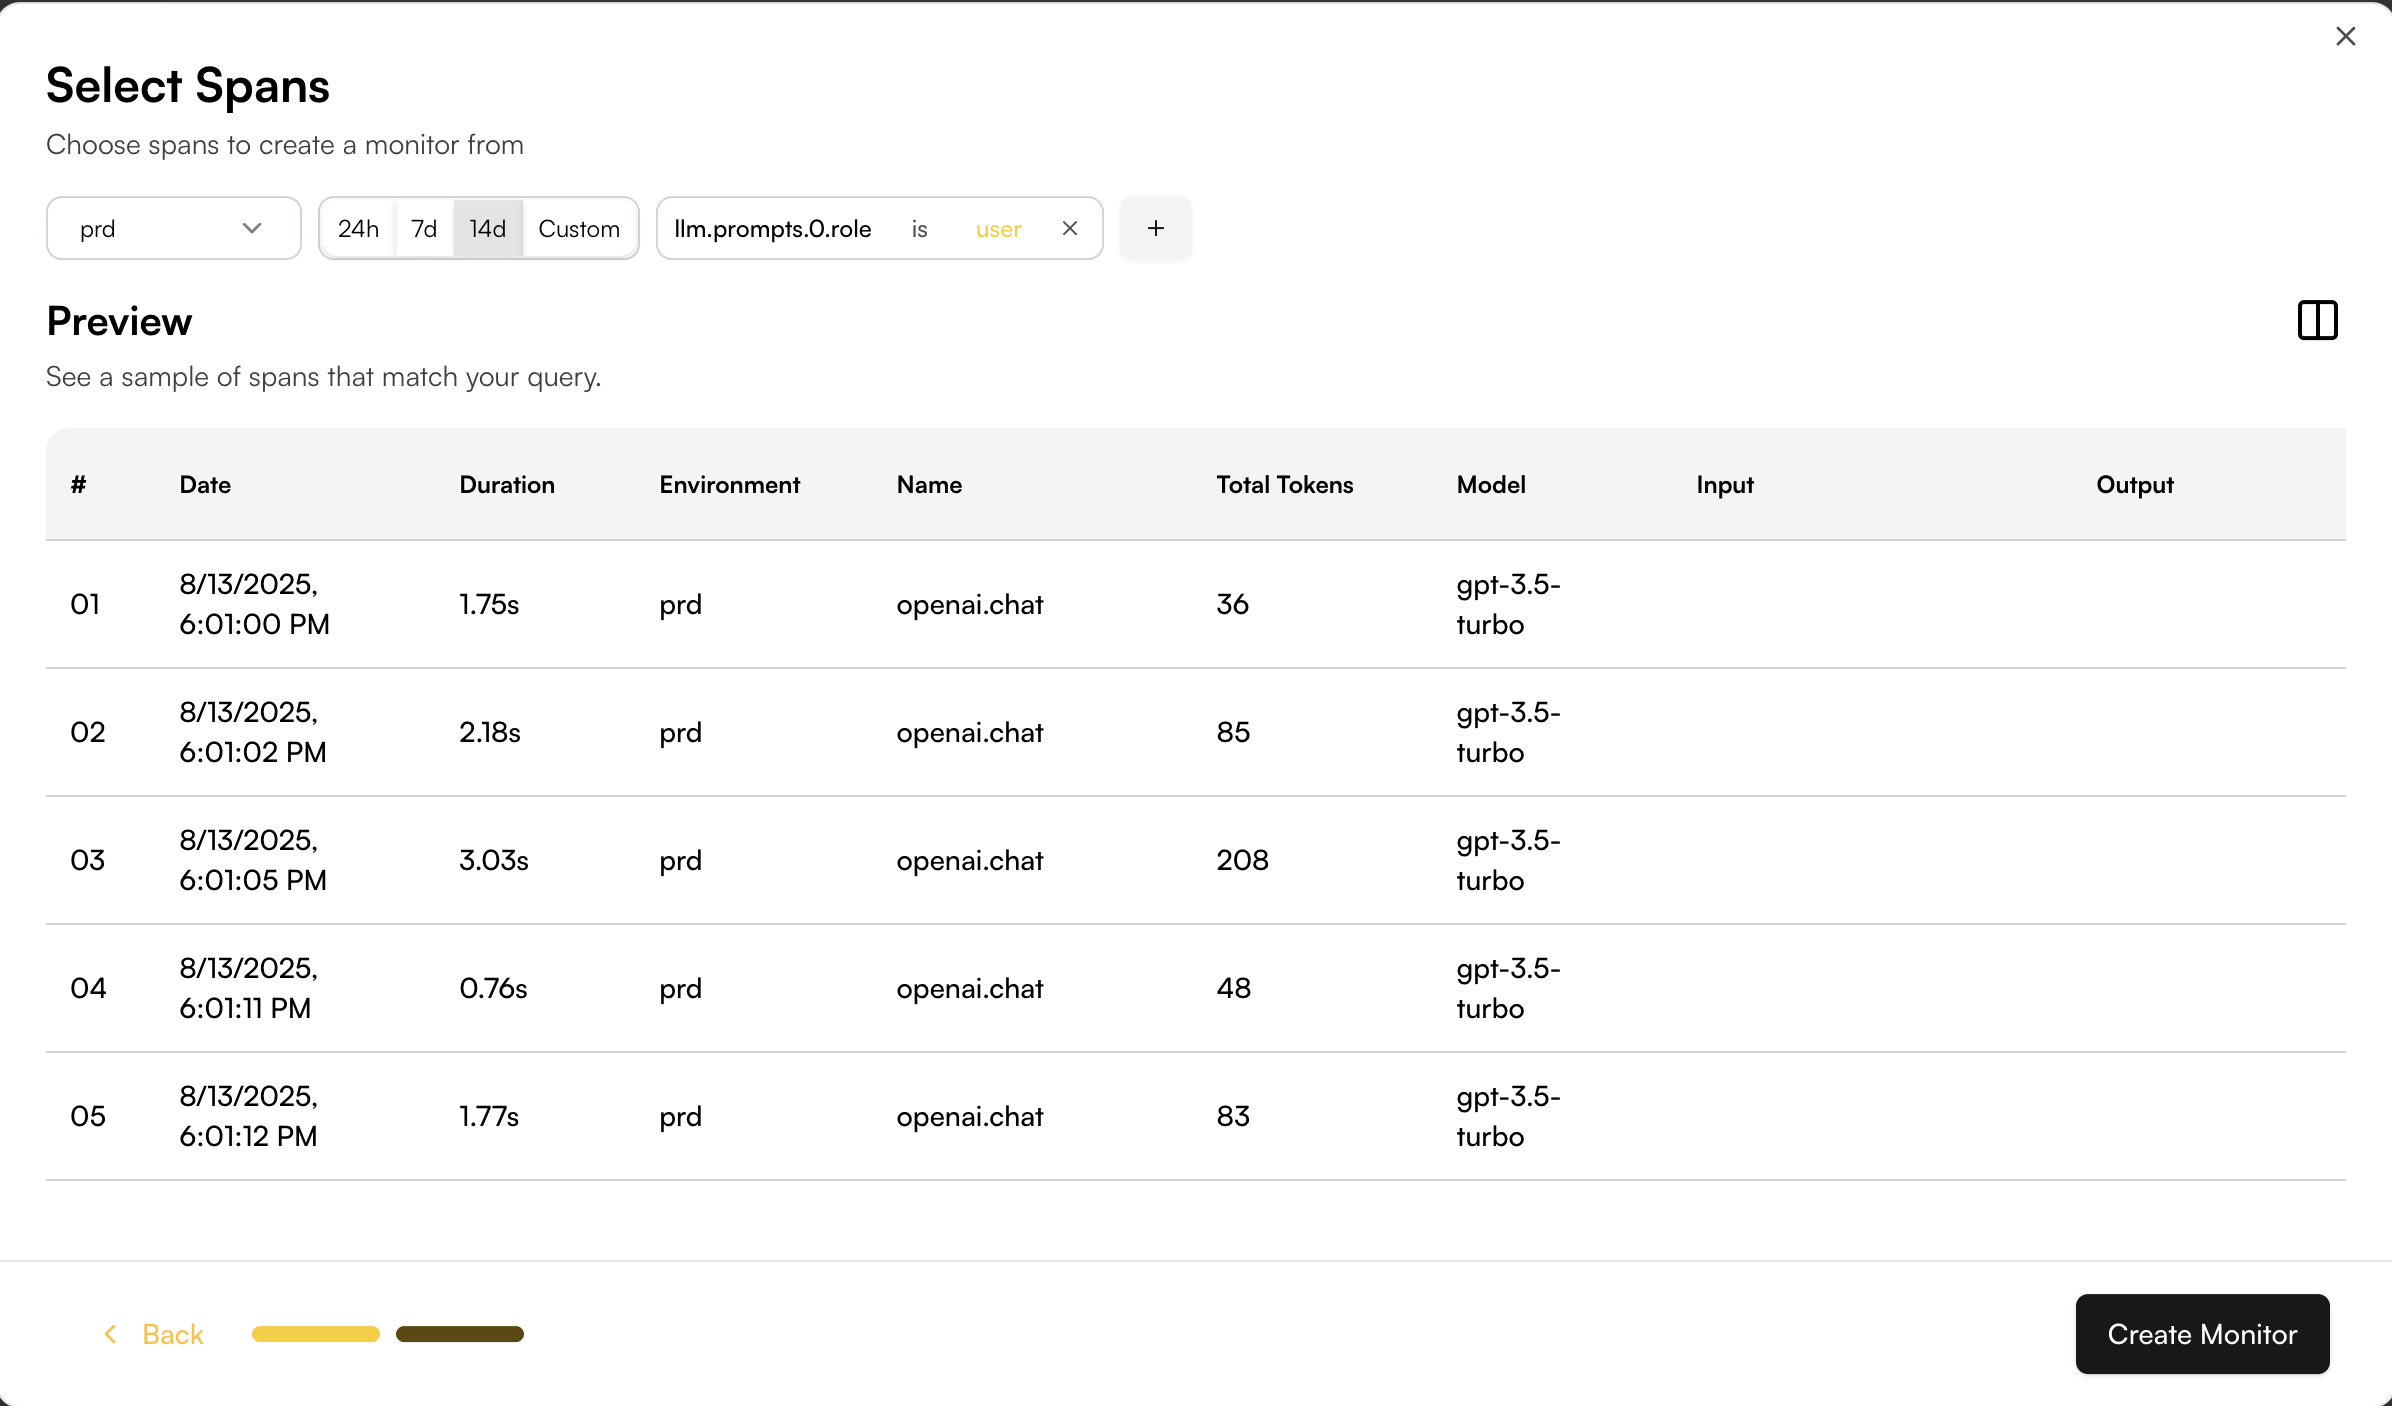 Select Spans
Choose spans to create a monitor from
prd 24h 7d 14d Custom llm.prompts.0.role is user +
Preview
See a sample of spans that match your query.
# Date Duration Environment Name Total Tokens Model Input Output
01 8/13/2025, 6:01:00 PM 1.75s prd openai.chat 36 gpt-3.5-turbo
02 8/13/2025, 6:01:02 PM 2.18s prd openai.chat 85 gpt-3.5-turbo
03 8/13/2025, 6:01:05 PM 3.03s prd openai.chat 208 gpt-3.5-turbo
04 8/13/2025, 6:01:11 PM 0.76s prd openai.chat 48 gpt-3.5-turbo
05 8/13/2025, 6:01:12 PM 1.77s prd openai.chat 83 gpt-3.5-turbo
Back Create Monitor